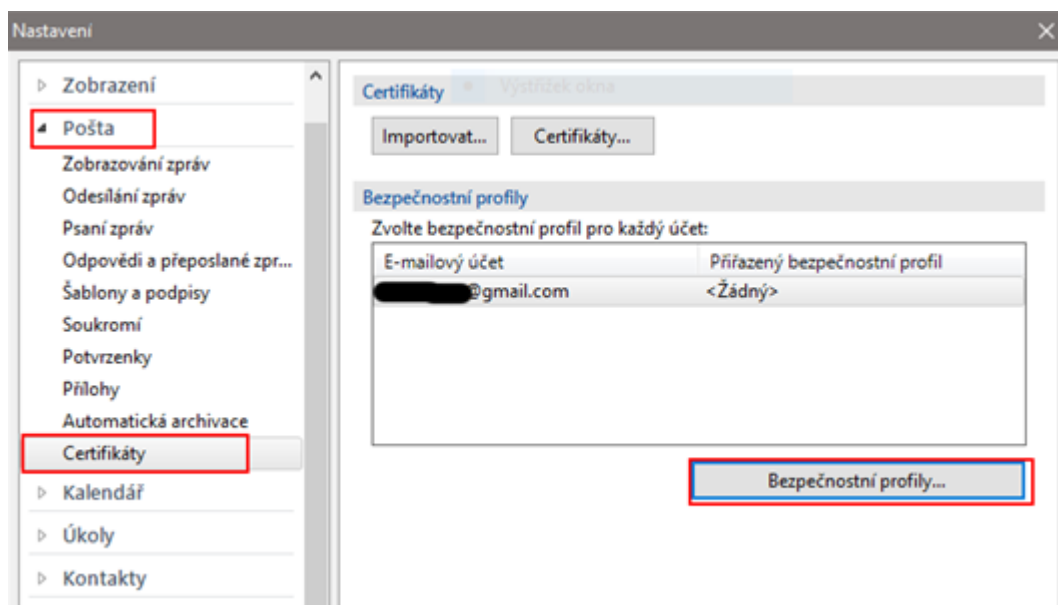 Nastavení
Zobrazení
Pošta
Zobrazování zpráv
Odesílání zpráv
Psaní zpráv
Odpovědi a přeposlané zpr...
Šablony a podpisy
Soukromí
Potvrzenky
Přílohy
Automatická archivace
Certifikáty
Kalendář
Úkoly
Kontakty
Certifikáty
Výstřižek okna
Importovat...
Certifikáty...
Bezpečnostní profily
Zvolte bezpečnostní profil pro každý účet:
E-mailový účet Přiřazený bezpečnostní profil
@gmail.com <Žádný>
Bezpečnostní profily...